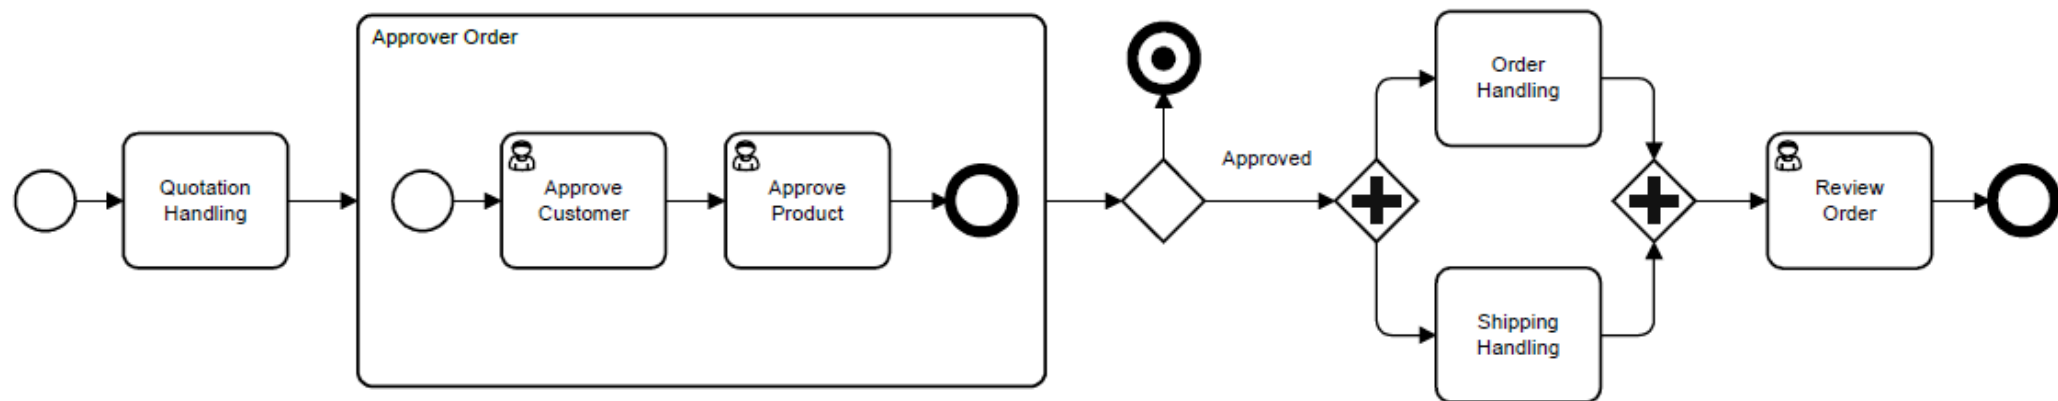 Approver Order
Quotation
Handling
Approve
Customer
Approve
Product
Approved
Order
Handling
Shipping
Handling
Review
Order